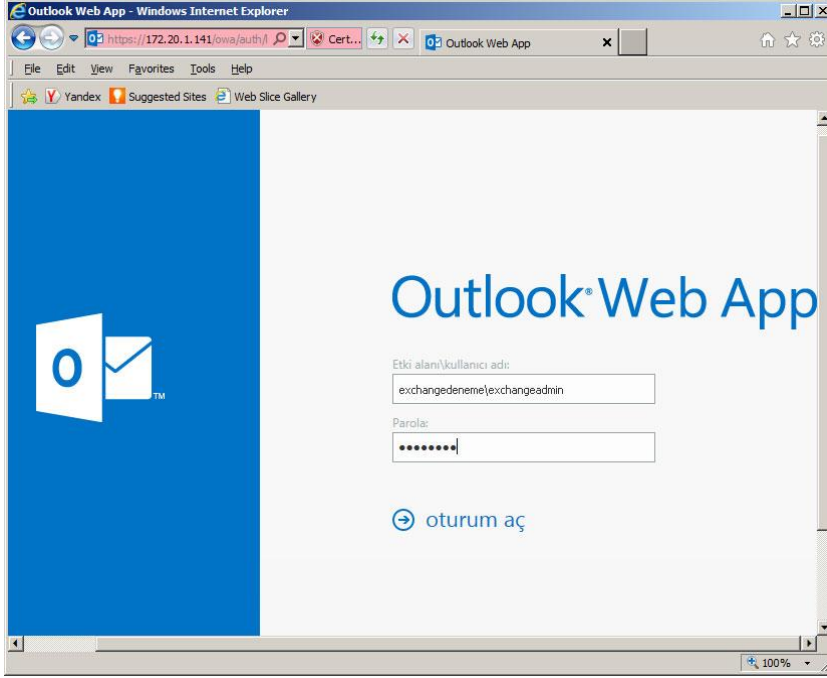 Outlook Web App - Windows Internet Explorer
https://172.20.1.141/owa/auth/l
Cert...
Outlook Web App
File Edit View Favorites Tools Help
Yandex Suggested Sites Web Slice Gallery
Outlook® Web App
Etki alanı\kullanıcı adı:
exchangedeneme\exchangeadmin
Parola:
••••••••
oturum aç
O
TM
100%